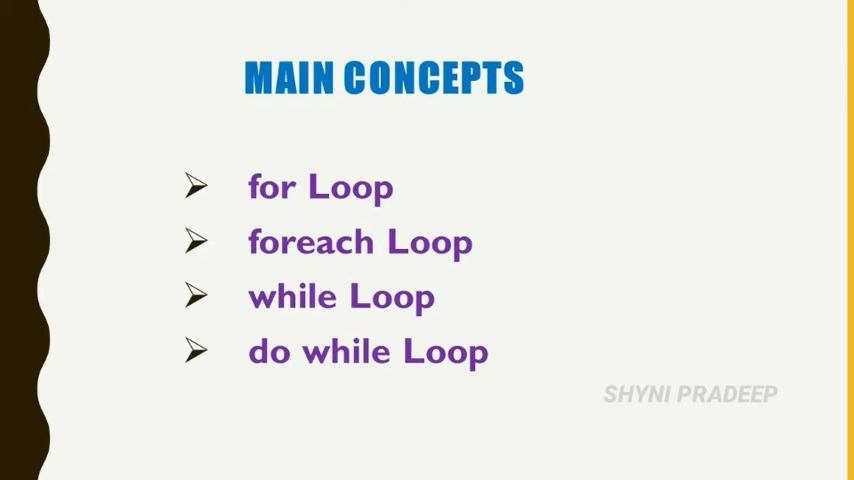 MAIN CONCEPTS
for Loop
foreach Loop
while Loop
do while Loop
SHYNI PRADEEP